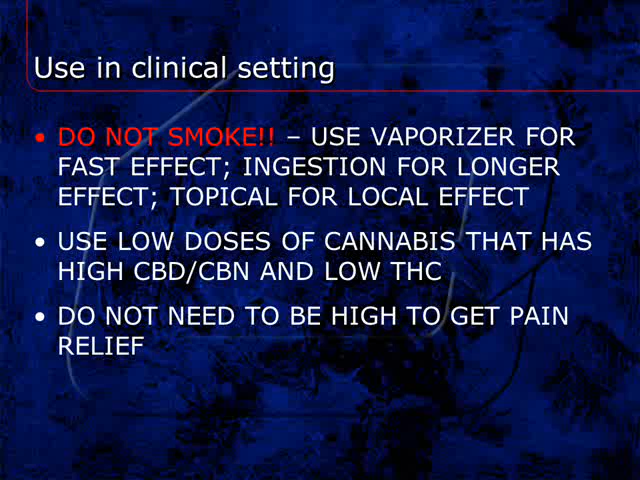 Use in clinical setting
• DO NOT SMOKE!! – USE VAPORIZER FOR
FAST EFFECT; INGESTION FOR LONGER
EFFECT; TOPICAL FOR LOCAL EFFECT
• USE LOW DOSES OF CANNABIS THAT HAS
HIGH CBD/CBN AND LOW THC
• DO NOT NEED TO BE HIGH TO GET PAIN
RELIEF